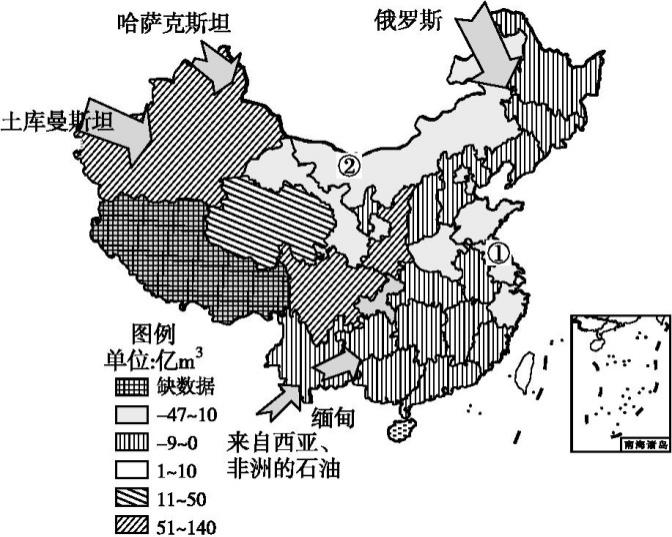 哈萨克斯坦
俄罗斯
土库曼斯坦
②
①
图例
单位:亿m³
缺数据
-47~10
-9~0
1~10
11~50
51~140
缅甸
来自西亚、
非洲的石油
南海诸岛